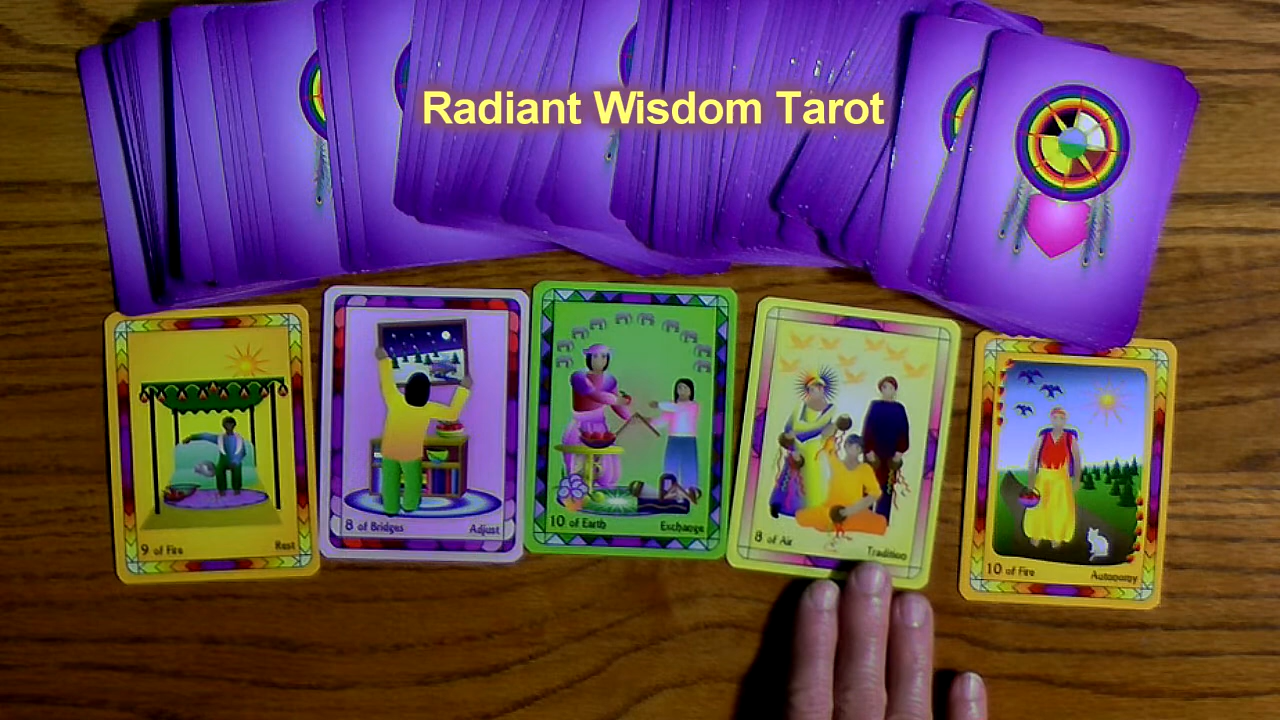 Radiant Wisdom Tarot
9 of Fire Rest
8 of Bridges Adjust
10 of Earth Exchange
8 of Air Tradition
10 of Fire Autonomy